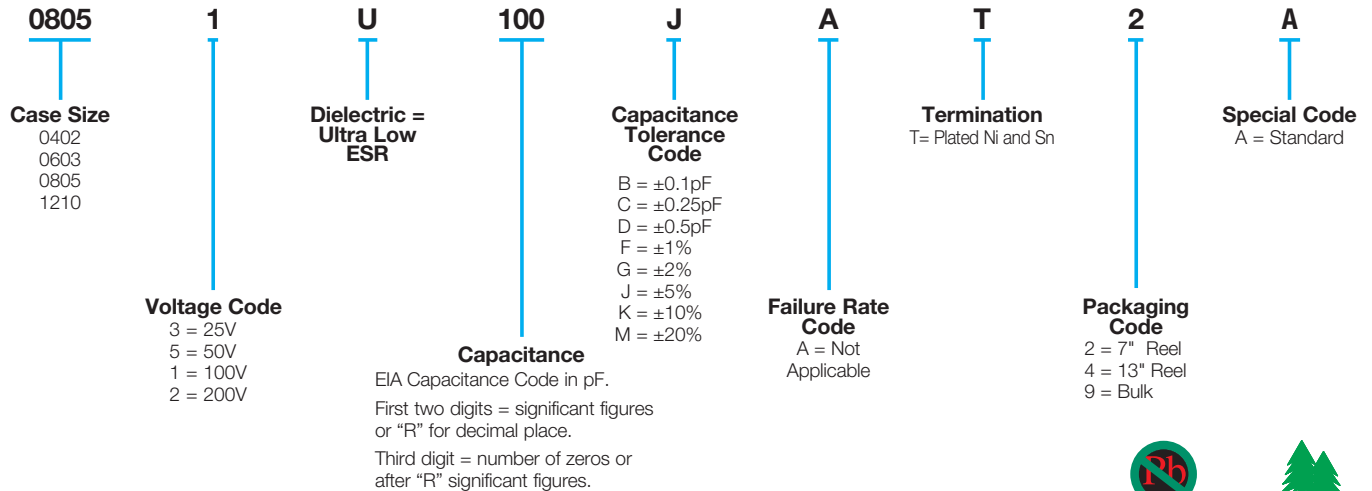 0805 1 U 100 J A T 2 A
Case Size
0402
0603
0805
1210
Voltage Code
3 = 25V
5 = 50V
1 = 100V
2 = 200V
Dielectric =
Ultra Low
ESR
Capacitance
EIA Capacitance Code in pF.
First two digits = significant figures
or “R” for decimal place.
Third digit = number of zeros or
after “R” significant figures.
Capacitance
Tolerance
Code
B = ±0.1pF
C = ±0.25pF
D = ±0.5pF
F = ±1%
G = ±2%
J = ±5%
K = ±10%
M = ±20%
Failure Rate
Code
A = Not
Applicable
Termination
T= Plated Ni and Sn
Packaging
Code
2 = 7" Reel
4 = 13" Reel
9 = Bulk
Special Code
A = Standard
Pb